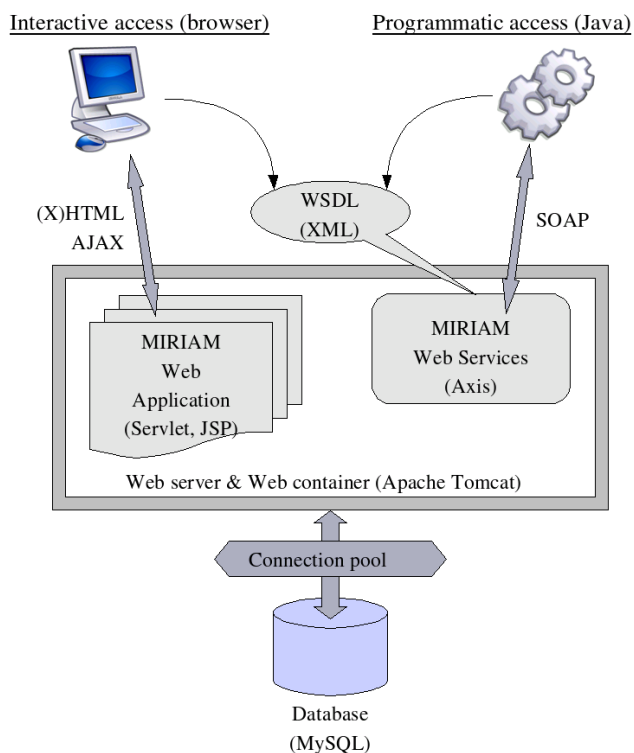 Interactive access (browser)
Programmatic access (Java)
(X)HTML
AJAX
WSDL
(XML)
SOAP
MIRIAM
Web
Application
(Servlet, JSP)
MIRIAM
Web Services
(Axis)
Web server & Web container (Apache Tomcat)
Connection pool
Database
(MySQL)